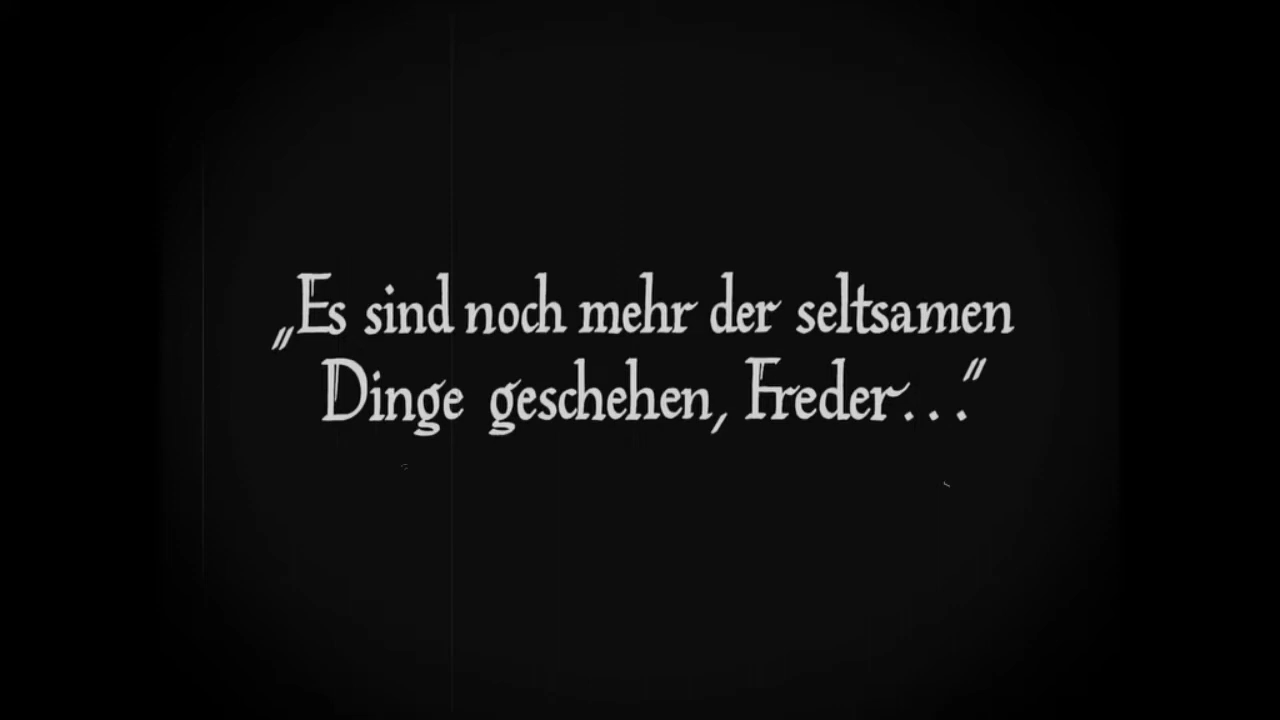 „Es sind noch mehr der seltsamen
Dinge geschehen, Freder...“